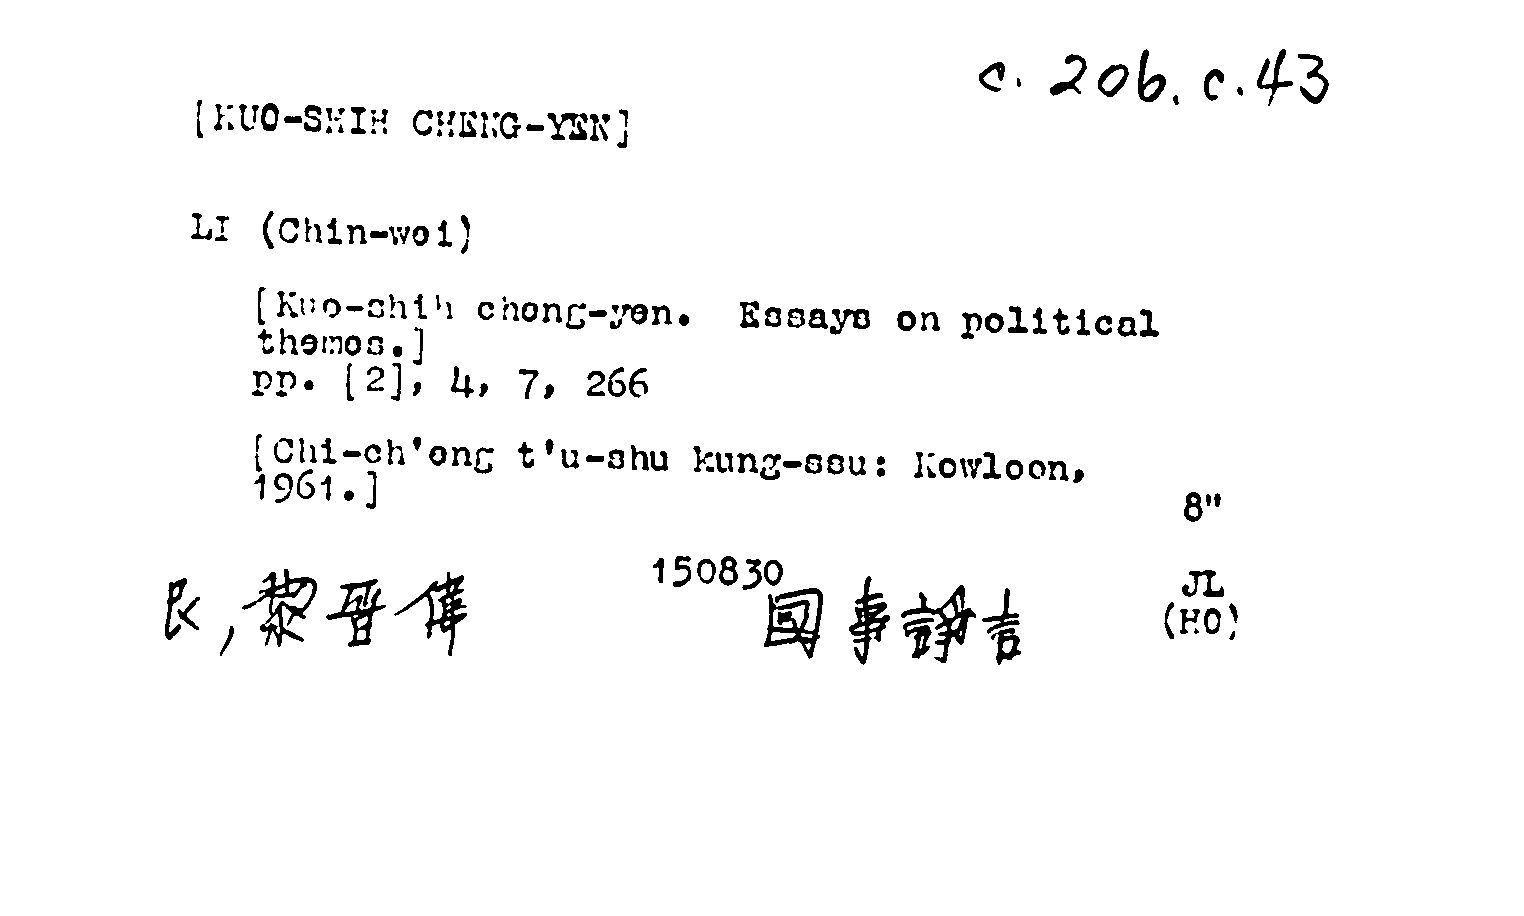 c. 206. c. 43
[KUO-SHIH CHENG-YEN]
LI (Chin-wei)
[Kuo-shih cheng-yen. Essays on political
themes.]
pp. [2], 4, 7, 266
[Chi-ch'eng t'u-shu kung-ssu: Kowloon,
1961.]
8"
150830
JL
(HO)
黎晋偉
國事諍言